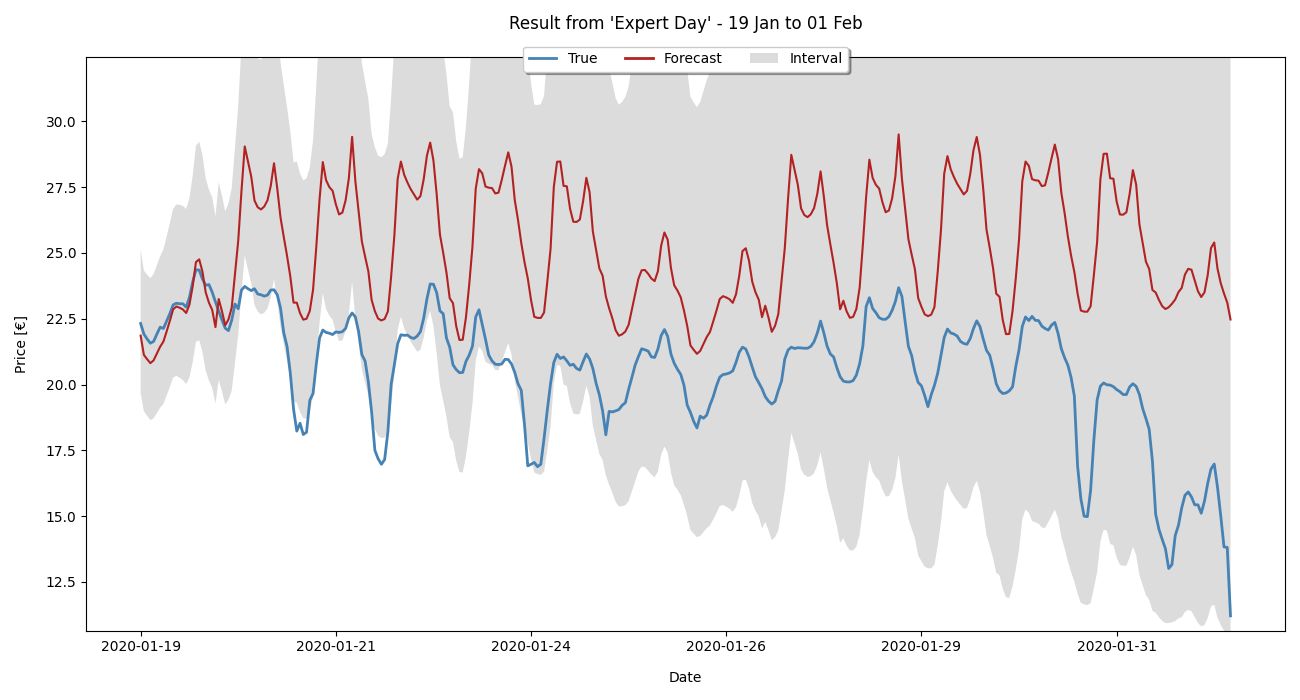 Result from 'Expert Day' - 19 Jan to 01 Feb
True Forecast Interval
30.0
27.5
25.0
22.5
20.0
17.5
15.0
12.5
Price [€]
2020-01-19 2020-01-21 2020-01-24 2020-01-26 2020-01-29 2020-01-31
Date